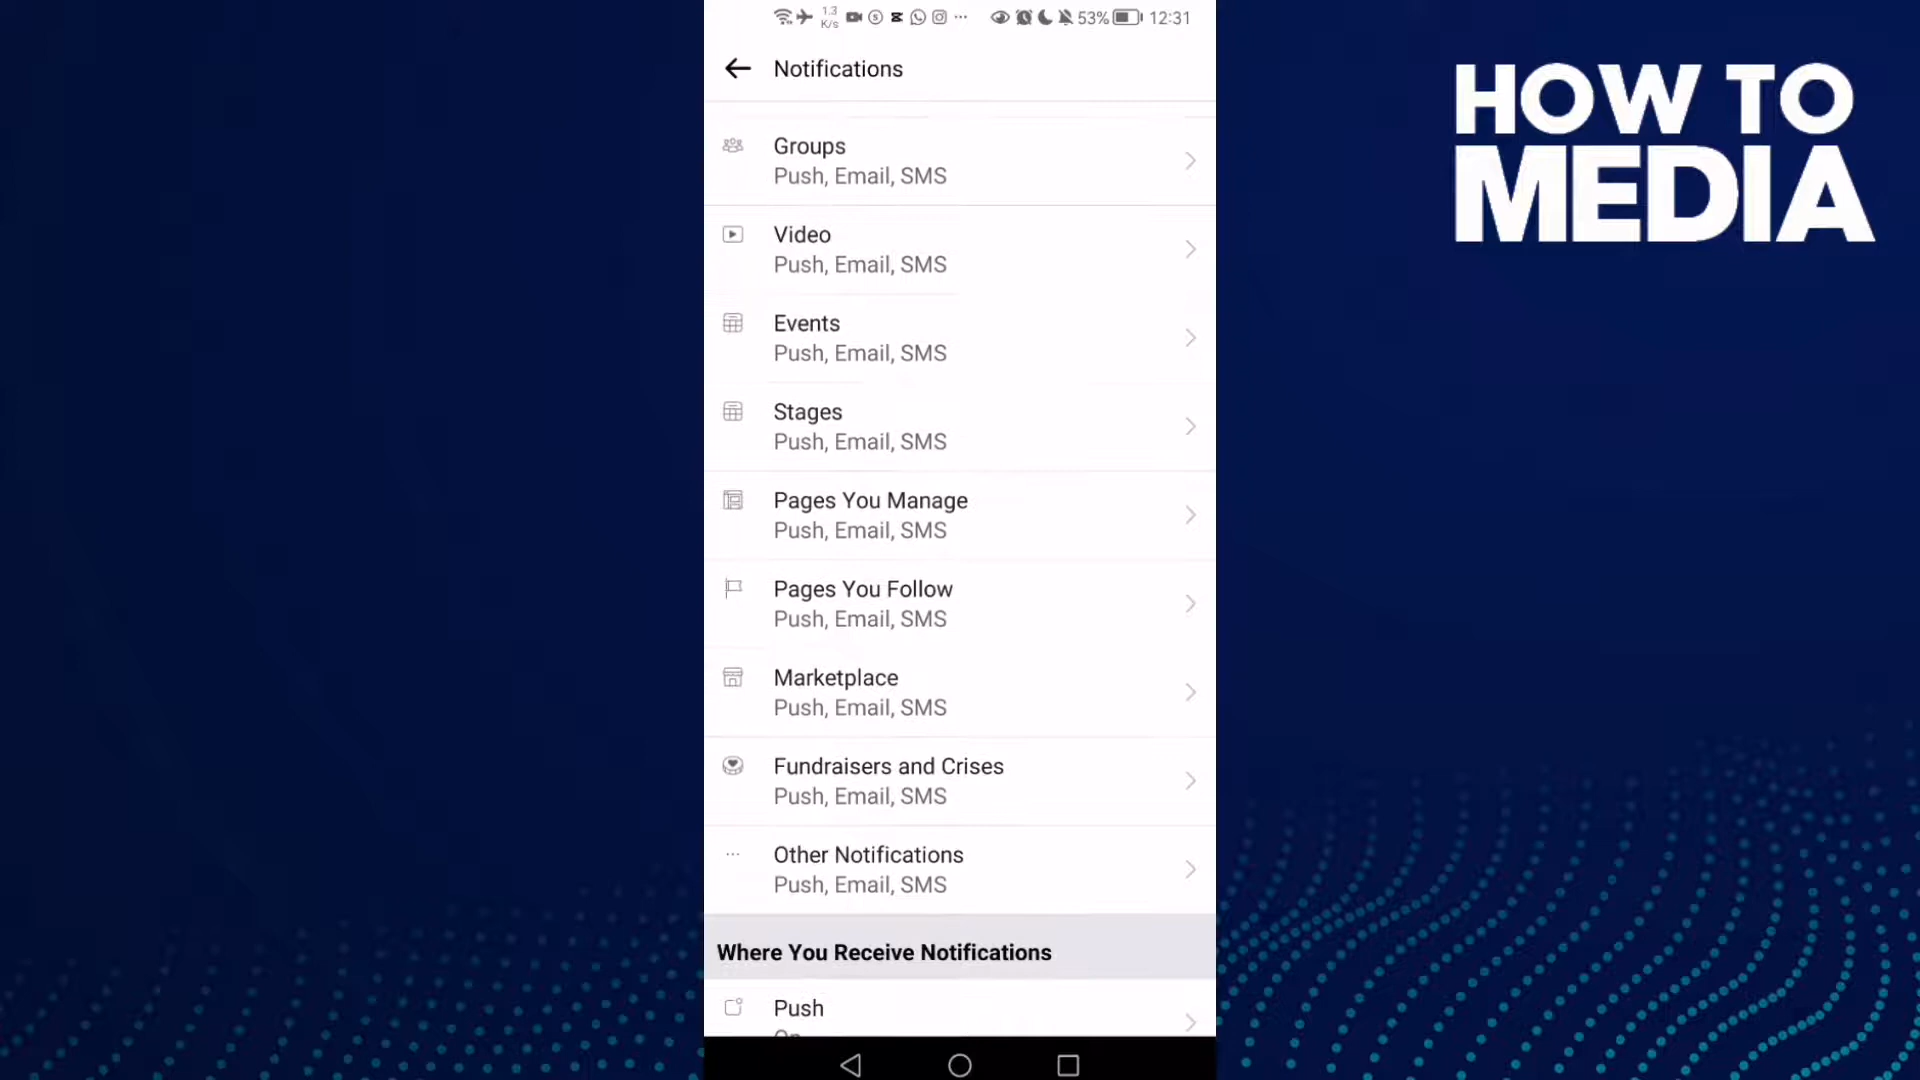 1.3
K/s
53%
12:31
Notifications
HOW TO
MEDIA
Groups
Push, Email, SMS
Video
Push, Email, SMS
Events
Push, Email, SMS
Stages
Push, Email, SMS
Pages You Manage
Push, Email, SMS
Pages You Follow
Push, Email, SMS
Marketplace
Push, Email, SMS
Fundraisers and Crises
Push, Email, SMS
Other Notifications
Push, Email, SMS
Where You Receive Notifications
Push